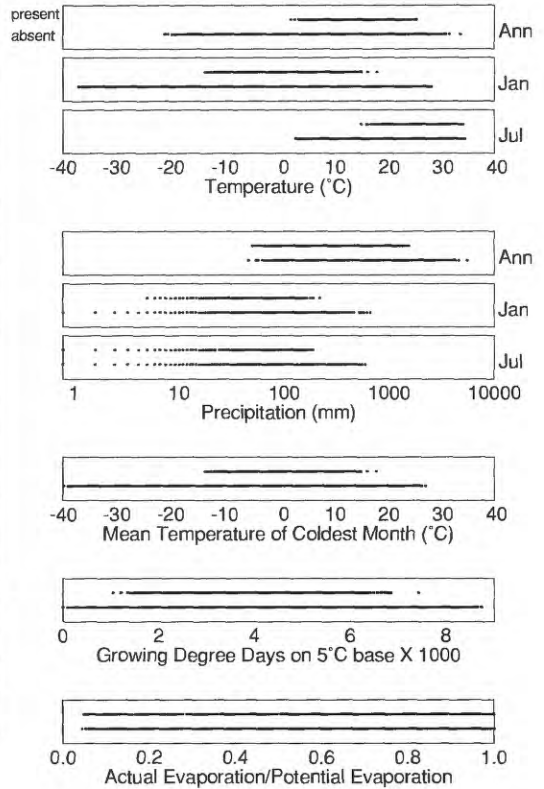 present
absent
Ann
Jan
Jul
-40 -30 -20 -10 0 10 20 30 40
Temperature (°C)
Ann
Jan
Jul
1 10 100 1000 10000
Precipitation (mm)
-40 -30 -20 -10 0 10 20 30 40
Mean Temperature of Coldest Month (°C)
0 2 4 6 8
Growing Degree Days on 5°C base X 1000
0.0 0.2 0.4 0.6 0.8 1.0
Actual Evaporation/Potential Evaporation